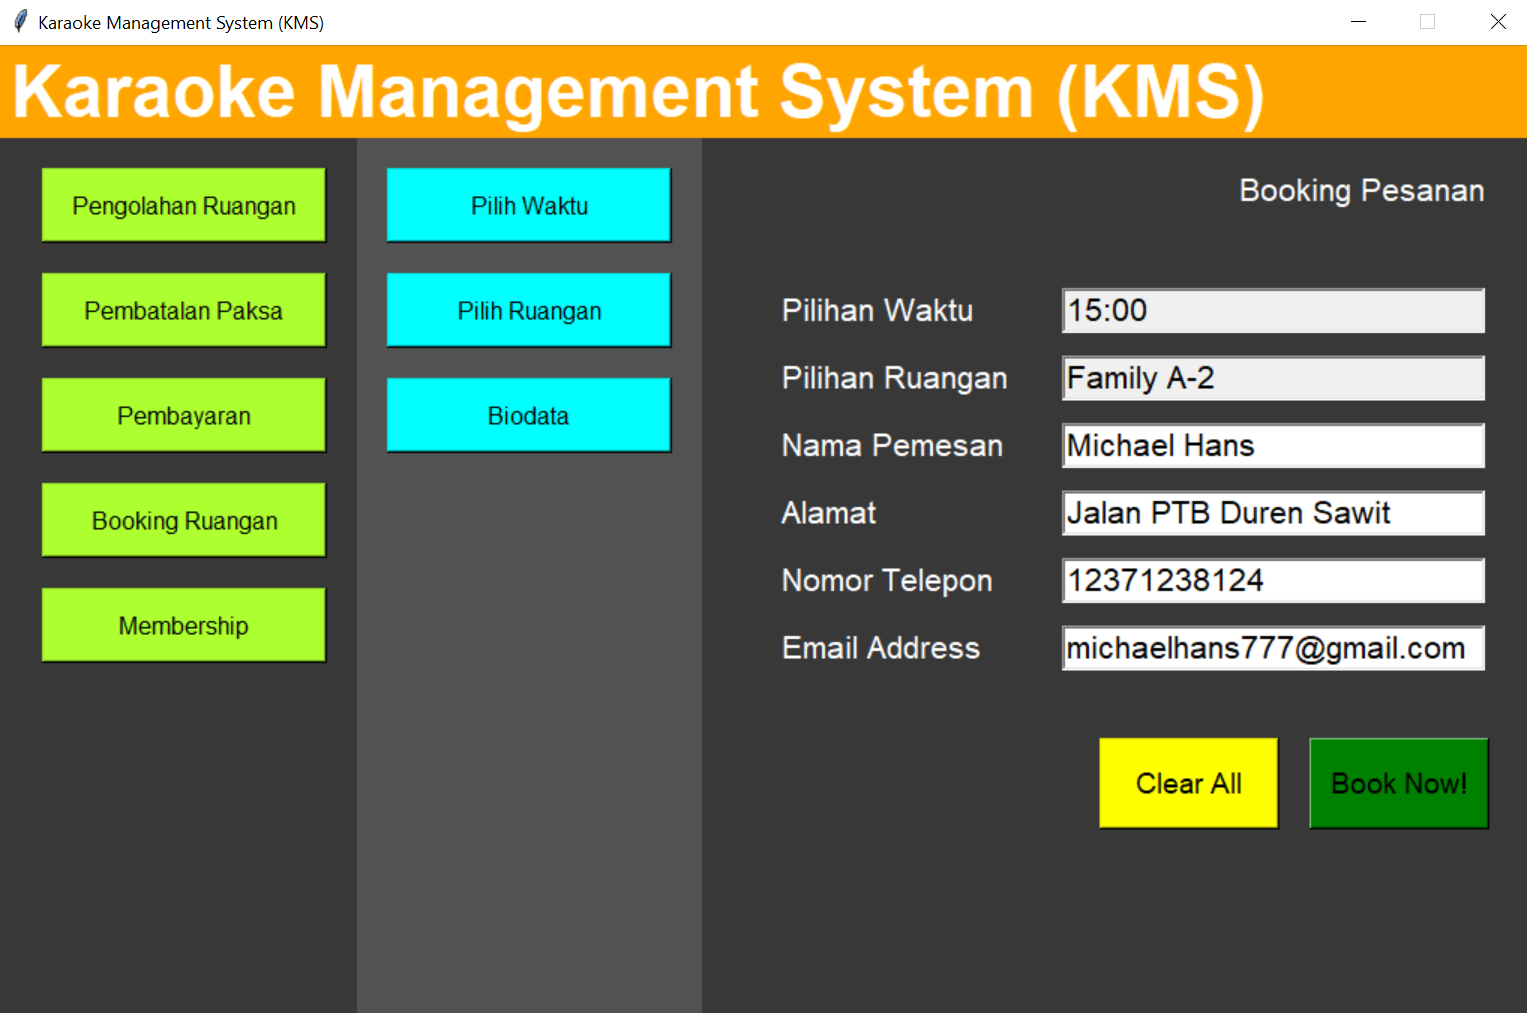 Karaoke Management System (KMS)
Karaoke Management System (KMS)
Pengolahan Ruangan
Pembatalan Paksa
Pembayaran
Booking Ruangan
Membership
Pilih Waktu
Pilih Ruangan
Biodata
Booking Pesanan
Pilihan Waktu 15:00
Pilihan Ruangan Family A-2
Nama Pemesan Michael Hans
Alamat Jalan PTB Duren Sawit
Nomor Telepon 12371238124
Email Address michaelhans777@gmail.com
Clear All Book Now!